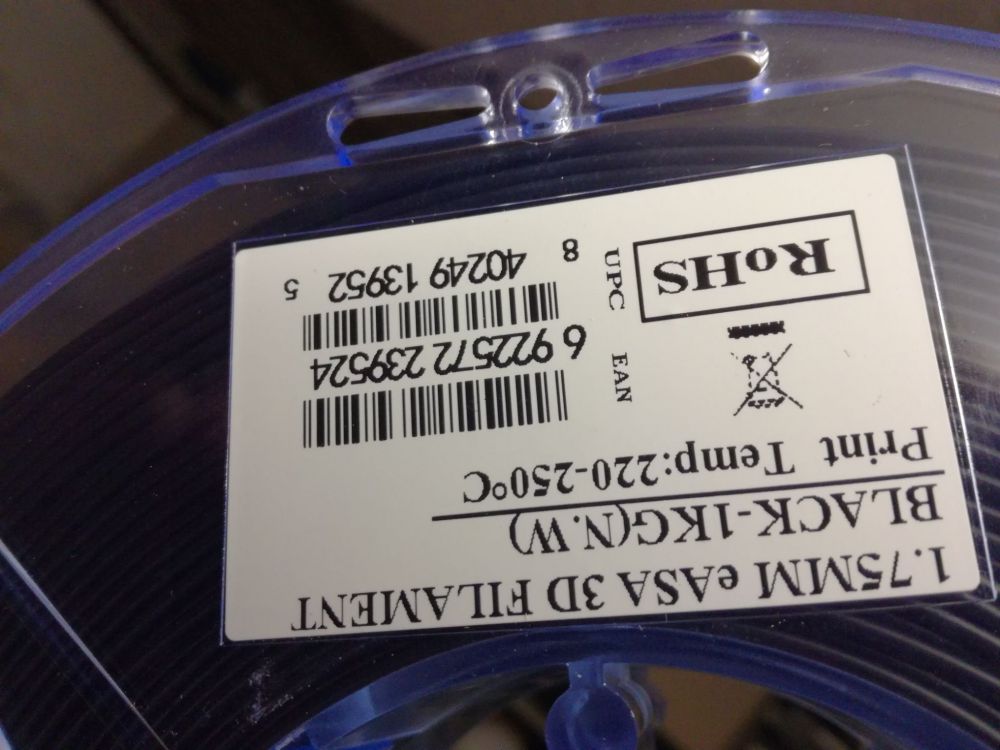 1.75MM eASA 3D FILAMENT
BLACK-1KG(N.W)
Print Temp:220-250°C
EAN
6 922572 239524
UPC
8 40249 13952 5
RoHS